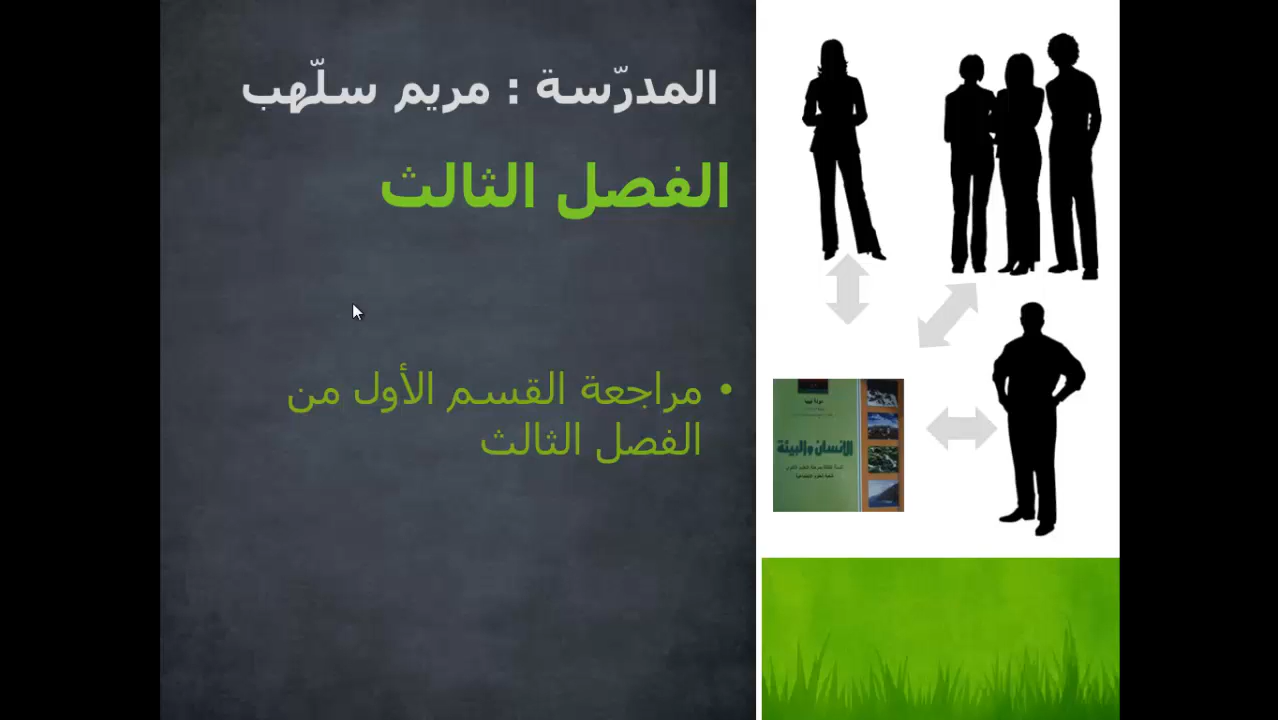 المدرّسة : مريم سلّهب
الفصل الثالث
• مراجعة القسم الأول من
الفصل الثالث
الإنسان والبيئة